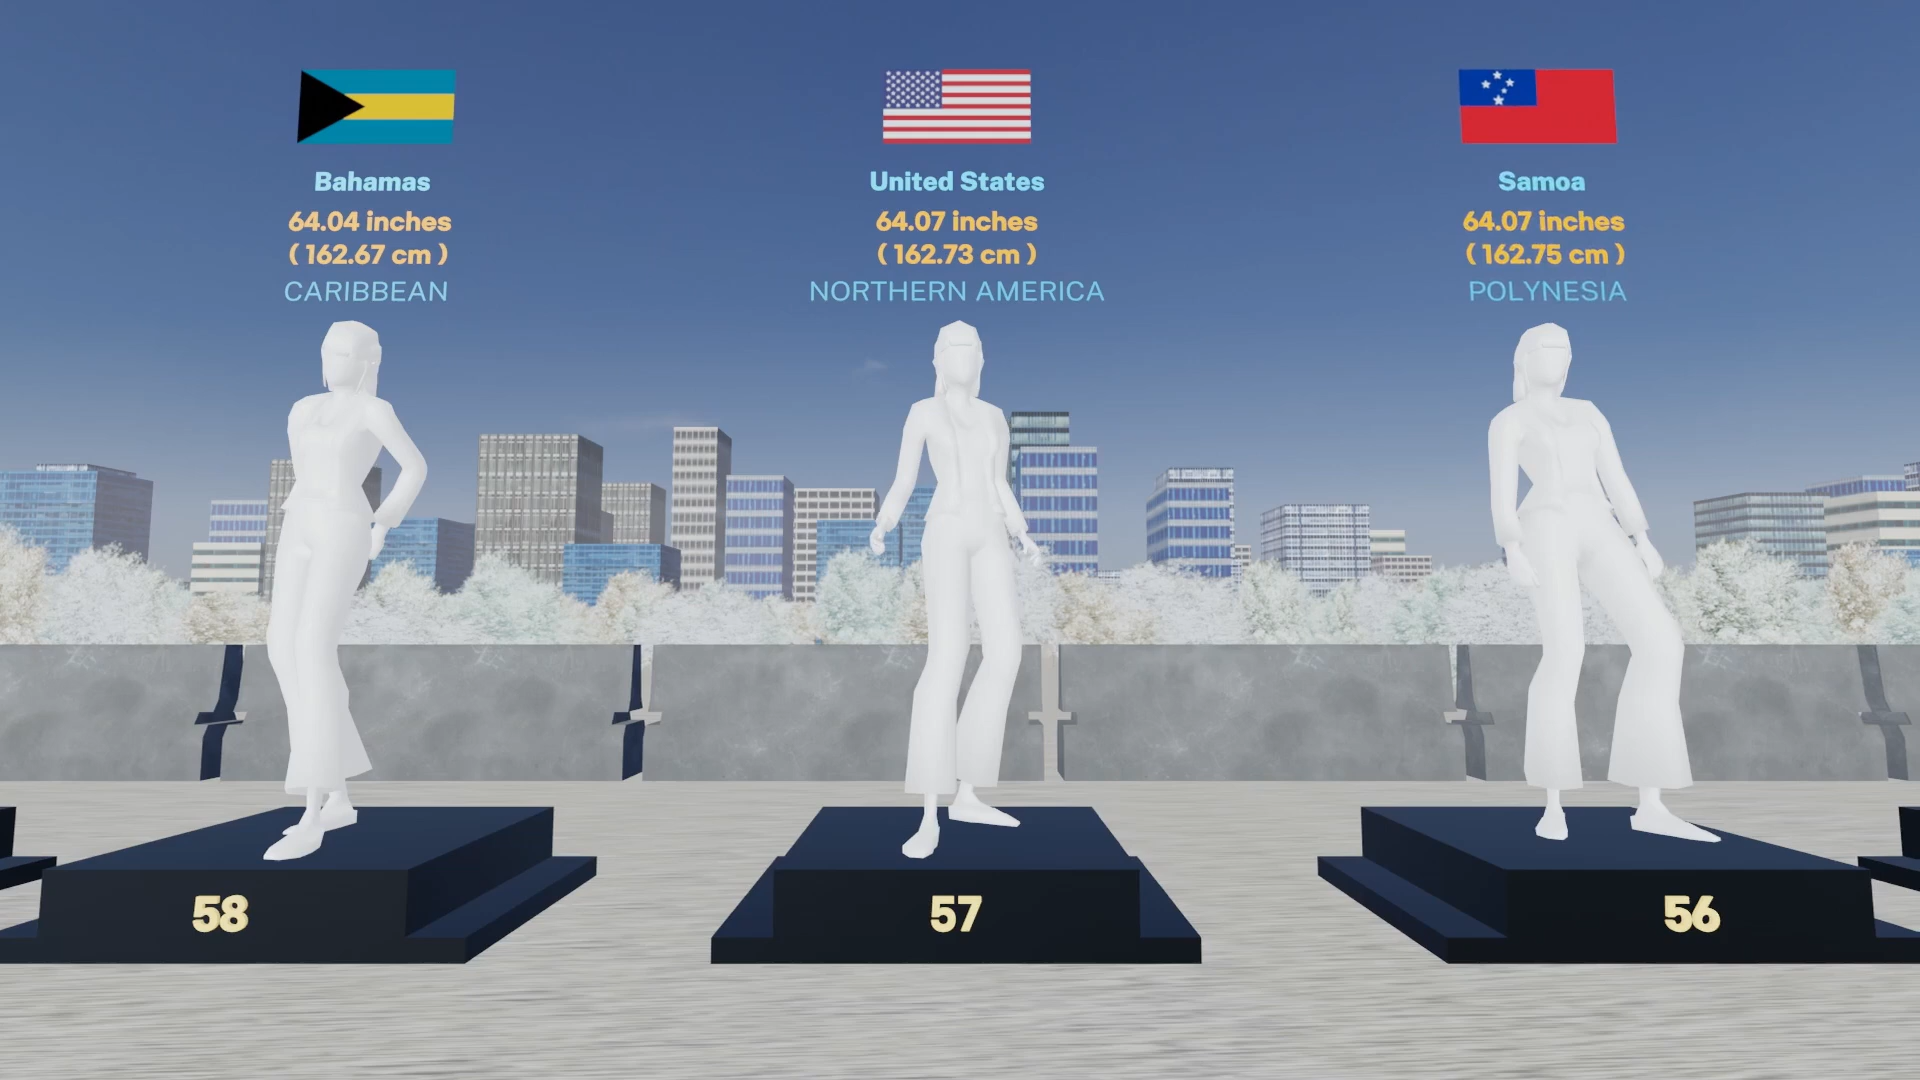 Bahamas
64.04 inches
( 162.67 cm )
CARIBBEAN
58
United States
64.07 inches
( 162.73 cm )
NORTHERN AMERICA
57
Samoa
64.07 inches
( 162.75 cm )
POLYNESIA
56